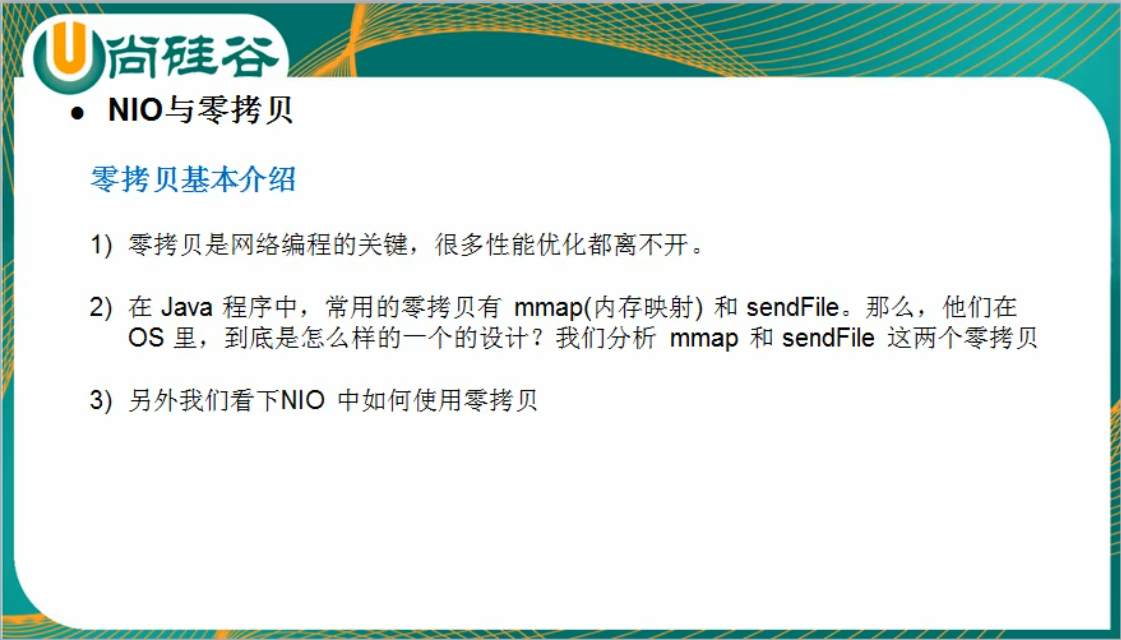 尚硅谷
● NIO与零拷贝
零拷贝基本介绍
1) 零拷贝是网络编程的关键，很多性能优化都离不开。
2) 在 Java 程序中，常用的零拷贝有 mmap(内存映射) 和 sendFile。那么，他们在
OS 里，到底是怎么样的一个的设计？我们分析 mmap 和 sendFile 这两个零拷贝
3) 另外我们看下NIO 中如何使用零拷贝